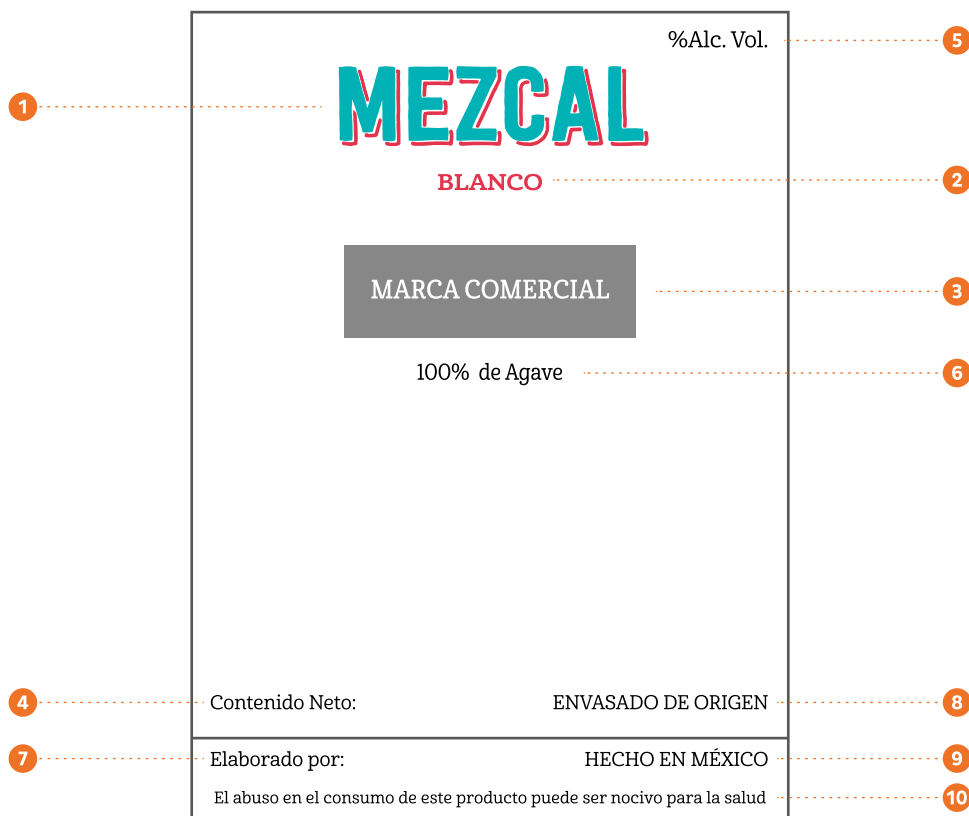 %Alc. Vol. 5
1 MEZCAL
BLANCO 2
MARCA COMERCIAL 3
100% de Agave 6
4 Contenido Neto: ENVASADO DE ORIGEN 8
7 Elaborado por: HECHO EN MÉXICO 9
El abuso en el consumo de este producto puede ser nocivo para la salud 10